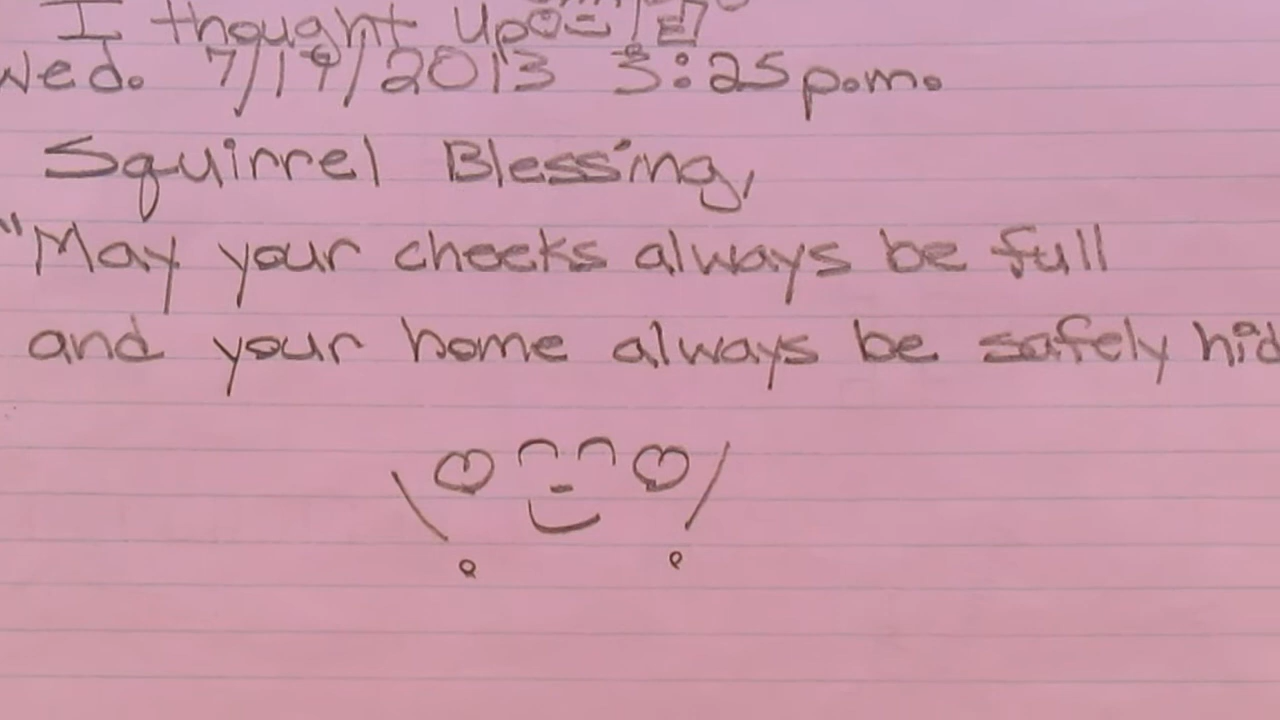 I thought up
Wed. 7/17/2013 3:25 p.m.
Squirrel Blessing,
"May your cheeks always be full
and your home always be safely hid